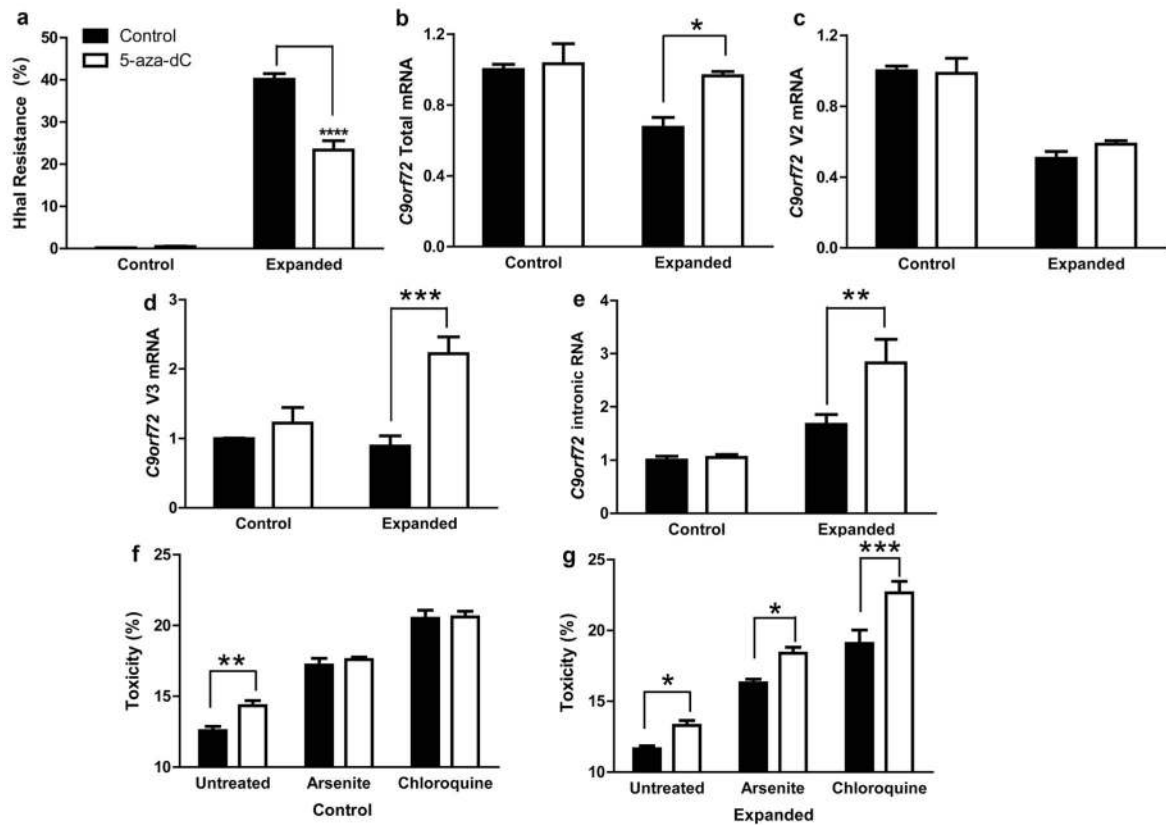 a
Control
5-aza-dC
HhaI Resistance (%)
50
40
30
20
10
0
****
Control
Expanded
b
C9orf72 Total mRNA
1.2
0.8
0.4
0.0
*
Control
Expanded
c
C9orf72 V2 mRNA
1.2
0.8
0.4
0.0
Control
Expanded
d
C9orf72 V3 mRNA
3
2
1
0
***
Control
Expanded
e
C9orf72 intronic RNA
4
3
2
1
0
**
Control
Expanded
f
Toxicity (%)
25
20
15
10
**
Untreated
Arsenite
Chloroquine
Control
g
Toxicity (%)
25
20
15
10
*
*
***
Untreated
Arsenite
Chloroquine
Expanded